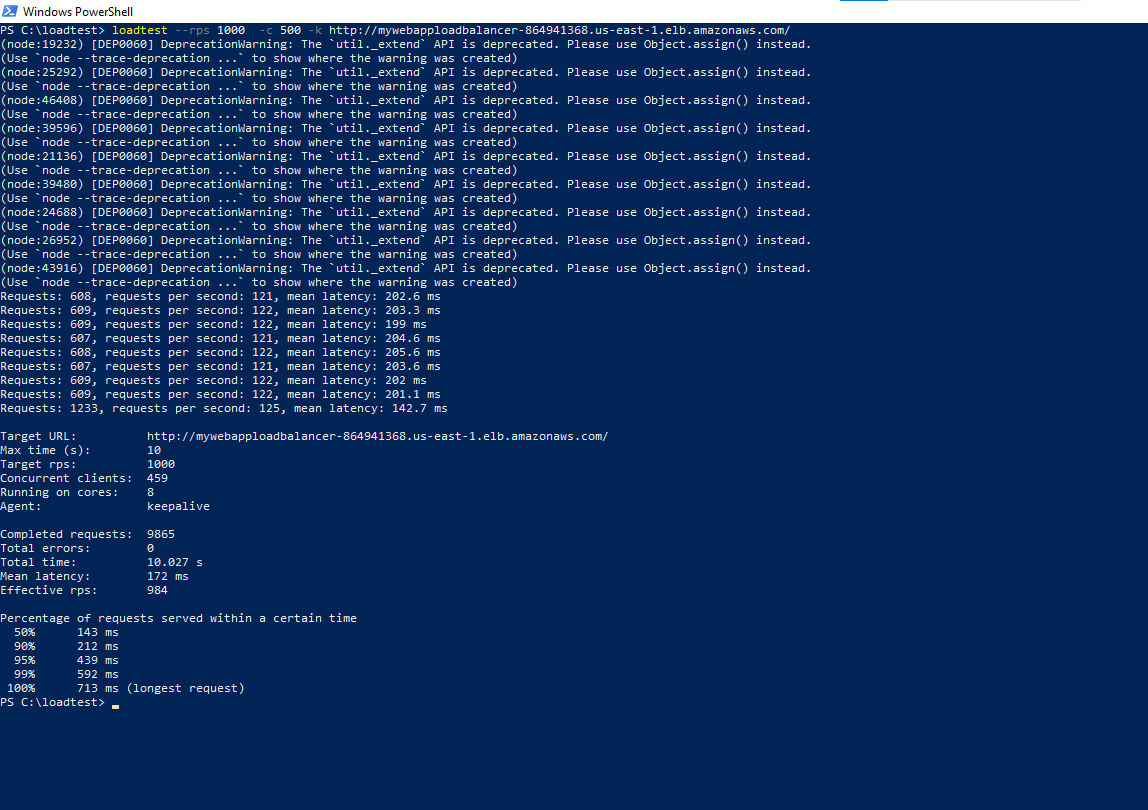 Windows PowerShell
PS C:\loadtest> loadtest --rps 1000  -c 500 -k http://mywebapploadbalancer-864941368.us-east-1.elb.amazonaws.com/
(node:19232) [DEP0060] DeprecationWarning: The `util._extend` API is deprecated. Please use Object.assign() instead.
(Use `node --trace-deprecation ...` to show where the warning was created)
(node:25292) [DEP0060] DeprecationWarning: The `util._extend` API is deprecated. Please use Object.assign() instead.
(Use `node --trace-deprecation ...` to show where the warning was created)
(node:46408) [DEP0060] DeprecationWarning: The `util._extend` API is deprecated. Please use Object.assign() instead.
(Use `node --trace-deprecation ...` to show where the warning was created)
(node:39596) [DEP0060] DeprecationWarning: The `util._extend` API is deprecated. Please use Object.assign() instead.
(Use `node --trace-deprecation ...` to show where the warning was created)
(node:21136) [DEP0060] DeprecationWarning: The `util._extend` API is deprecated. Please use Object.assign() instead.
(Use `node --trace-deprecation ...` to show where the warning was created)
(node:39480) [DEP0060] DeprecationWarning: The `util._extend` API is deprecated. Please use Object.assign() instead.
(Use `node --trace-deprecation ...` to show where the warning was created)
(node:24688) [DEP0060] DeprecationWarning: The `util._extend` API is deprecated. Please use Object.assign() instead.
(Use `node --trace-deprecation ...` to show where the warning was created)
(node:26952) [DEP0060] DeprecationWarning: The `util._extend` API is deprecated. Please use Object.assign() instead.
(Use `node --trace-deprecation ...` to show where the warning was created)
(node:43916) [DEP0060] DeprecationWarning: The `util._extend` API is deprecated. Please use Object.assign() instead.
(Use `node --trace-deprecation ...` to show where the warning was created)
Requests: 608, requests per second: 121, mean latency: 202.6 ms
Requests: 609, requests per second: 122, mean latency: 203.3 ms
Requests: 609, requests per second: 122, mean latency: 199 ms
Requests: 607, requests per second: 121, mean latency: 204.6 ms
Requests: 608, requests per second: 122, mean latency: 205.6 ms
Requests: 607, requests per second: 121, mean latency: 203.6 ms
Requests: 609, requests per second: 122, mean latency: 202 ms
Requests: 609, requests per second: 122, mean latency: 201.1 ms
Requests: 1233, requests per second: 125, mean latency: 142.7 ms
Target URL:          http://mywebapploadbalancer-864941368.us-east-1.elb.amazonaws.com/
Max time (s):        10
Target rps:          1000
Concurrent clients:  459
Running on cores:    8
Agent:               keepalive
Completed requests:  9865
Total errors:        0
Total time:          10.027 s
Mean latency:        172 ms
Effective rps:       984
Percentage of requests served within a certain time
  50%      143 ms
  90%      212 ms
  95%      439 ms
  99%      592 ms
 100%      713 ms (longest request)
PS C:\loadtest>